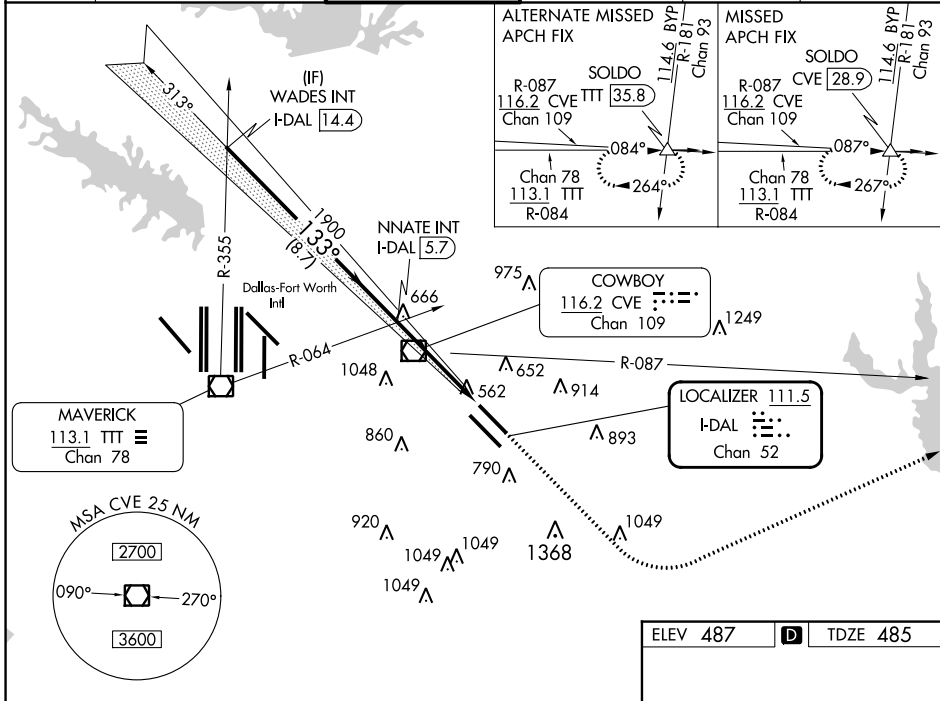 ALTERNATE MISSED
APCH FIX
SOLDO
TTT 35.8
R-087
116.2 CVE
Chan 109
084°
264°
Chan 78
113.1 TTT
R-084
114.6 BYP
R-181
Chan 93
MISSED
APCH FIX
SOLDO
CVE 28.9
R-087
116.2 CVE
Chan 109
087°
267°
Chan 78
113.1 TTT
R-084
114.6 BYP
R-181
Chan 93
313°
(IF)
WADES INT
I-DAL 14.4
1900
133°
(8.7)
NNATE INT
I-DAL 5.7
R-355
Dallas-Fort Worth
Intl
666
975
COWBOY
116.2 CVE
Chan 109
1249
R-064
R-087
1048
652
562
914
MAVERICK
113.1 TTT
Chan 78
LOCALIZER 111.5
I-DAL
Chan 52
860
893
790
MSA CVE 25 NM
2700
090°
270°
3600
920
1049
1049
1049
1368
1049
ELEV 487
D
TDZE 485